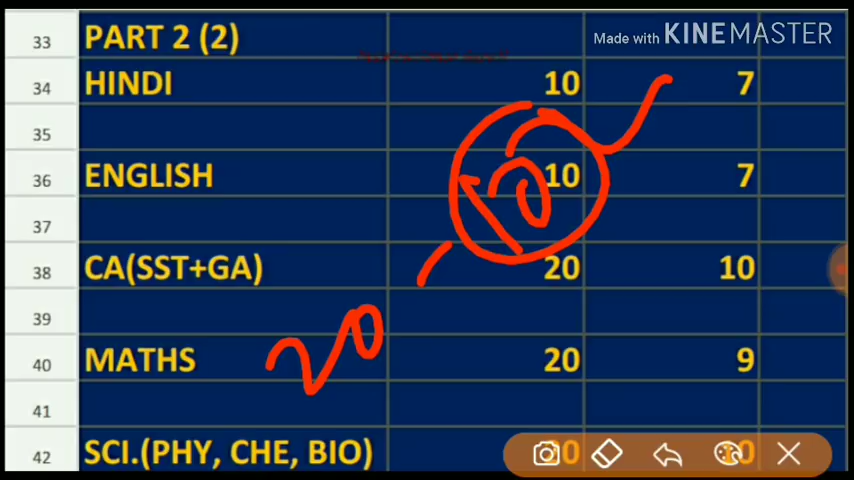 Made with KINEMASTER
33 PART 2 (2)
34 HINDI 10 7
35
36 ENGLISH 10 7
37
38 CA(SST+GA) 20 10
39
20
40 MATHS 20 9
41
42 SCI.(PHY, CHE, BIO)